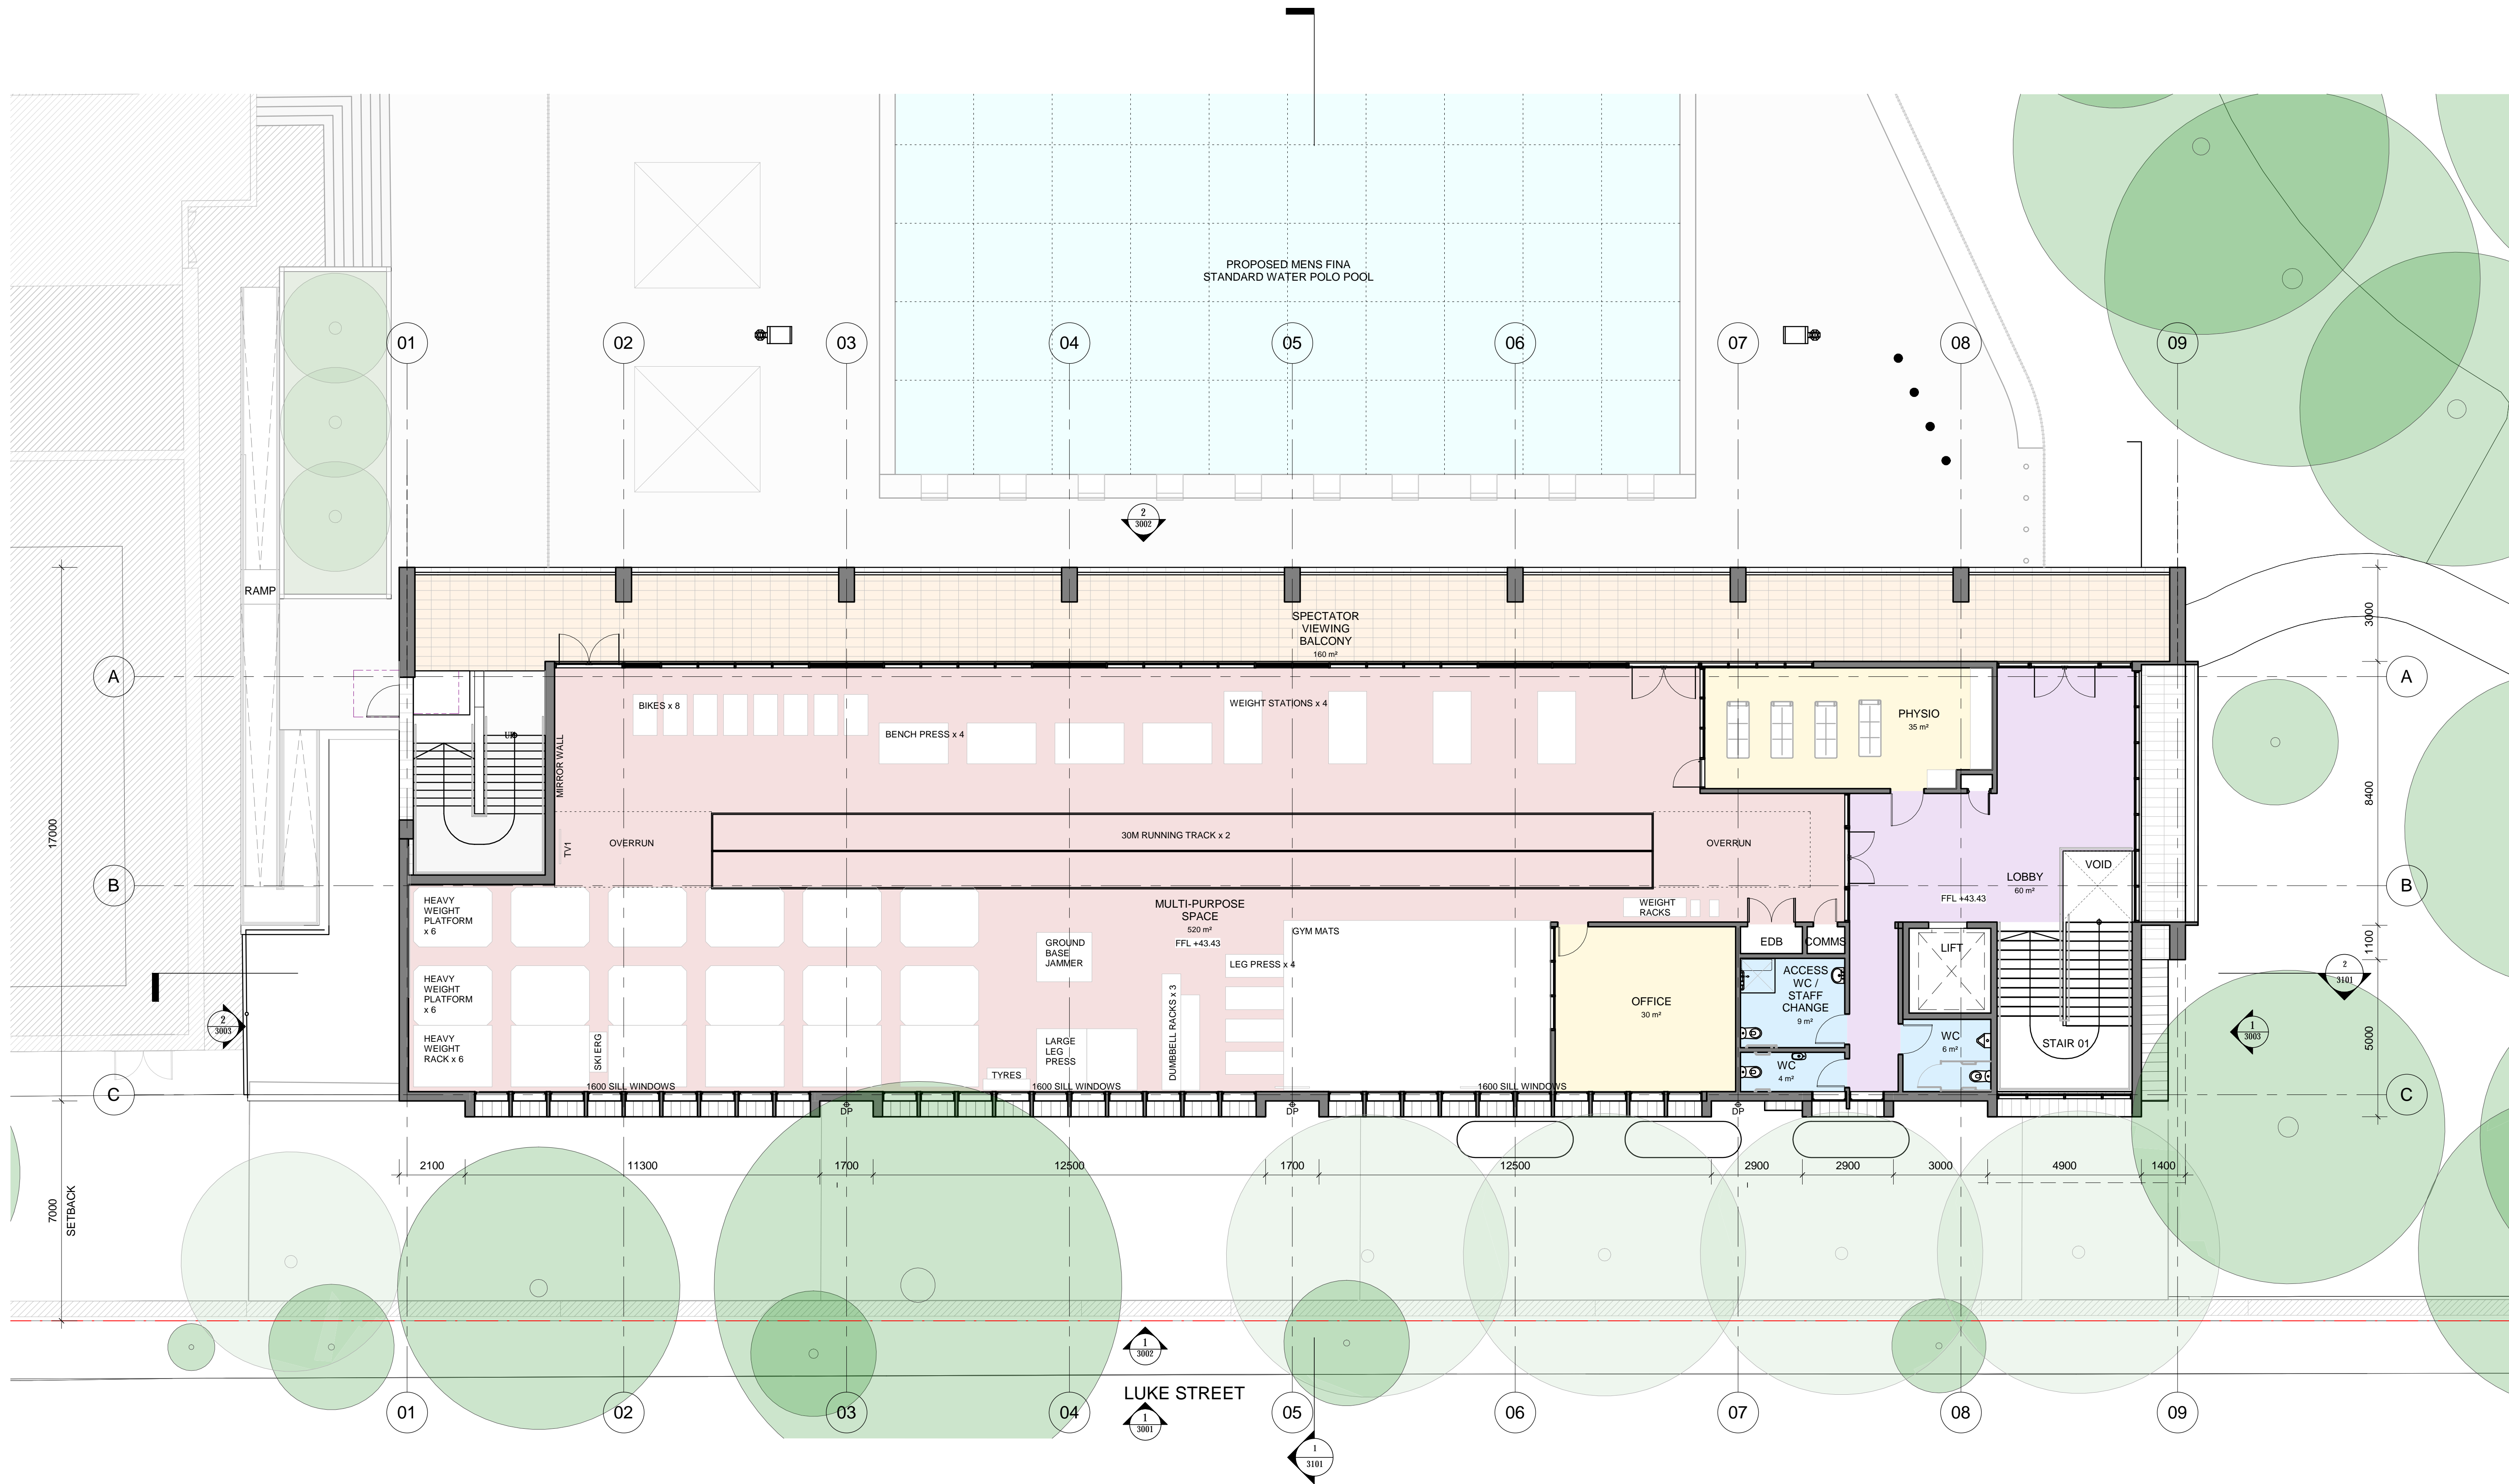 PROPOSED MENS FINA
STANDARD WATER POLO POOL
01
02
03
04
05
06
07
08
09
2
3002
RAMP
SPECTATOR
VIEWING
BALCONY
160 m²
3000
A
A
BIKES x 8
WEIGHT STATIONS x 4
BENCH PRESS x 4
PHYSIO
35 m²
MIRROR WALL
8400
17000
30M RUNNING TRACK x 2
TV1
OVERRUN
OVERRUN
VOID
B
LOBBY
60 m²
B
FFL +43.43
HEAVY
WEIGHT
PLATFORM
x 6
MULTI-PURPOSE
SPACE
520 m²
FFL +43.43
WEIGHT
RACKS
GYM MATS
EDB
COMMS
LIFT
1100
GROUND
BASE
JAMMER
LEG PRESS x 4
HEAVY
WEIGHT
PLATFORM
x 6
ACCESS
WC /
STAFF
CHANGE
9 m²
2
3101
OFFICE
30 m²
DUMBBELL RACKS x 3
2
3003
HEAVY
WEIGHT
RACK x 6
SKI ERG
LARGE
LEG
PRESS
WC
6 m²
STAIR 01
1
3003
5000
TYRES
WC
4 m²
1600 SILL WINDOWS
1600 SILL WINDOWS
1600 SILL WINDOWS
C
C
DP
DP
DP
2100
11300
1700
12500
1700
12500
2900
2900
3000
4900
1400
7000
SETBACK
1
3002
LUKE STREET
1
3001
01
02
03
04
05
06
07
08
09
1
3101